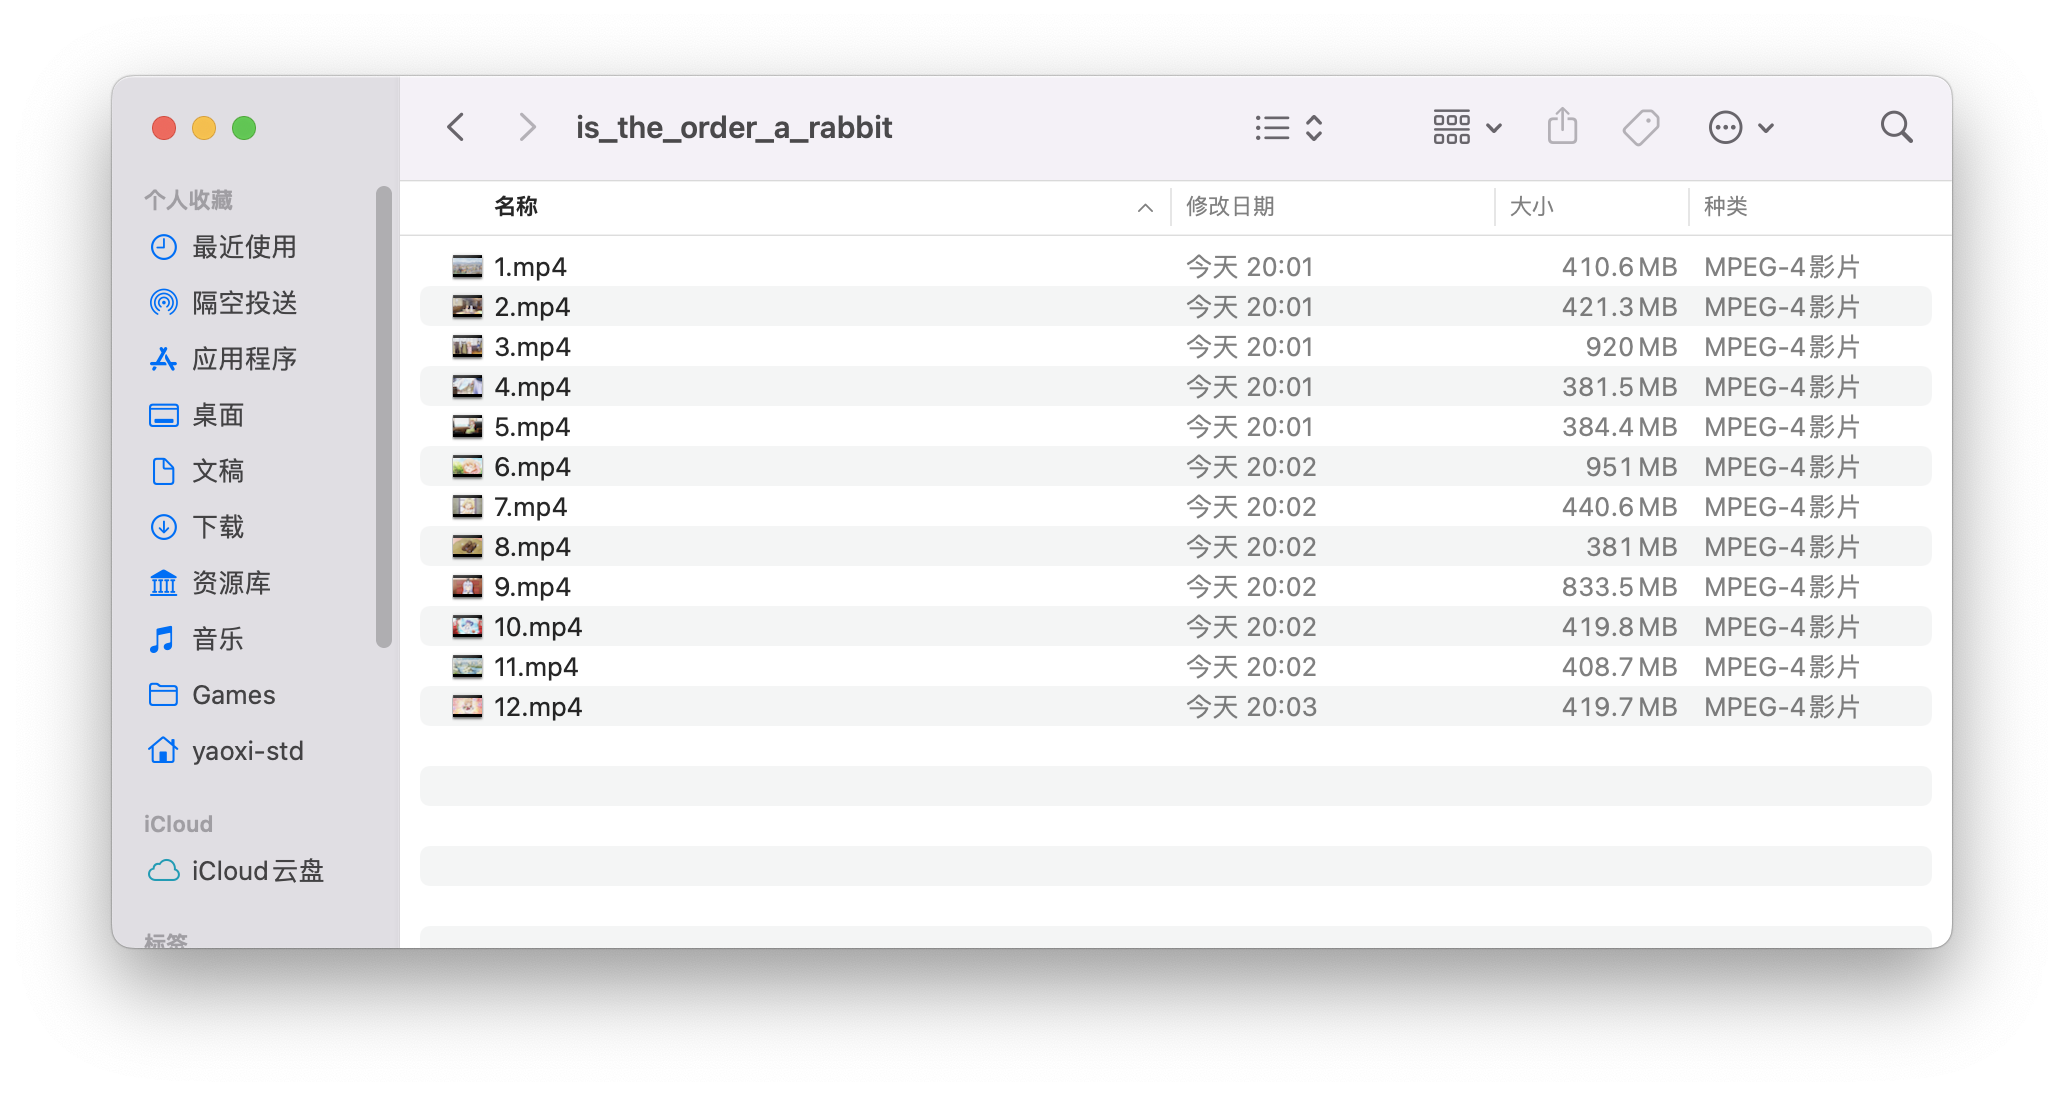 is_the_order_a_rabbit
个人收藏
最近使用
隔空投送
应用程序
桌面
文稿
下载
资源库
音乐
Games
yaoxi-std
iCloud
iCloud云盘
标签
名称 修改日期 大小 种类
1.mp4 今天 20:01 410.6 MB MPEG-4影片
2.mp4 今天 20:01 421.3 MB MPEG-4影片
3.mp4 今天 20:01 920 MB MPEG-4影片
4.mp4 今天 20:01 381.5 MB MPEG-4影片
5.mp4 今天 20:01 384.4 MB MPEG-4影片
6.mp4 今天 20:02 951 MB MPEG-4影片
7.mp4 今天 20:02 440.6 MB MPEG-4影片
8.mp4 今天 20:02 381 MB MPEG-4影片
9.mp4 今天 20:02 833.5 MB MPEG-4影片
10.mp4 今天 20:02 419.8 MB MPEG-4影片
11.mp4 今天 20:02 408.7 MB MPEG-4影片
12.mp4 今天 20:03 419.7 MB MPEG-4影片